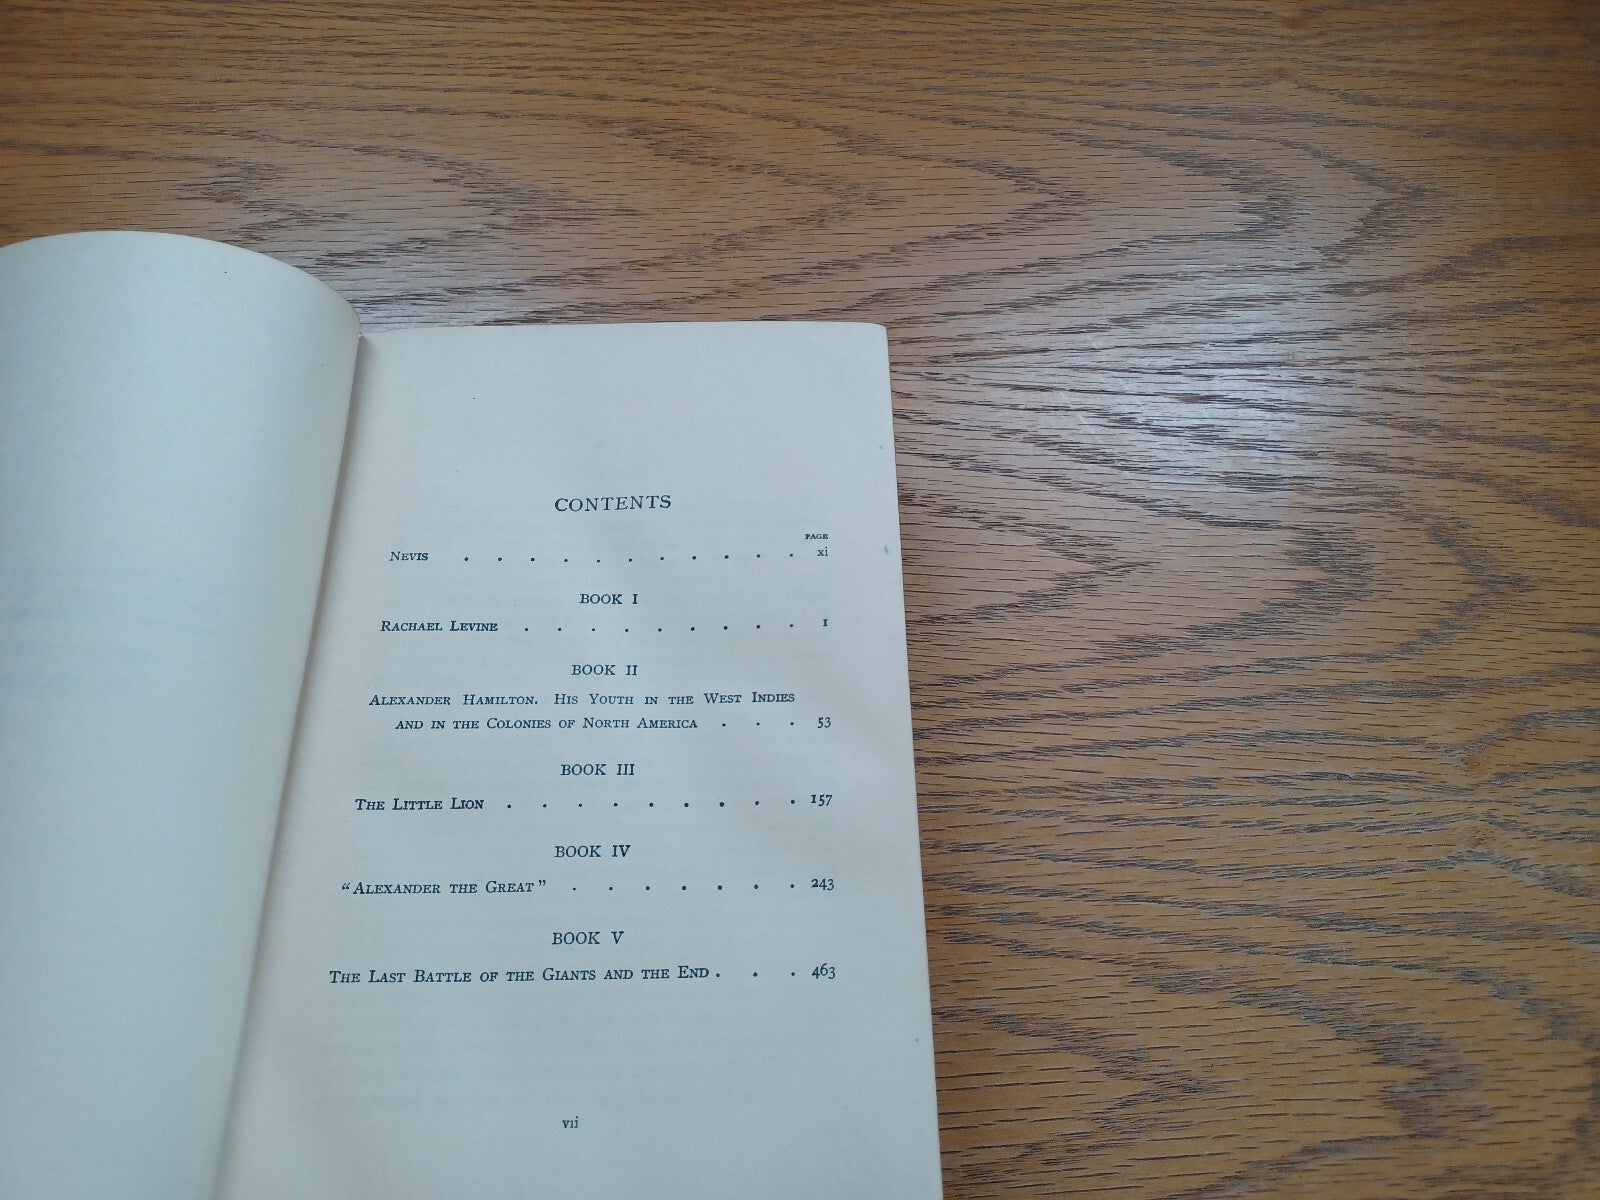 CONTENTS
PAGE
NEVIS . . . . . . . . . . . xi
BOOK I
RACHAEL LEVINE . . . . . . . . . 1
BOOK II
ALEXANDER HAMILTON. HIS YOUTH IN THE WEST INDIES
AND IN THE COLONIES OF NORTH AMERICA . . . 53
BOOK III
THE LITTLE LION . . . . . . . . . 157
BOOK IV
"ALEXANDER THE GREAT" . . . . . . . 243
BOOK V
THE LAST BATTLE OF THE GIANTS AND THE END . . . 463
vii